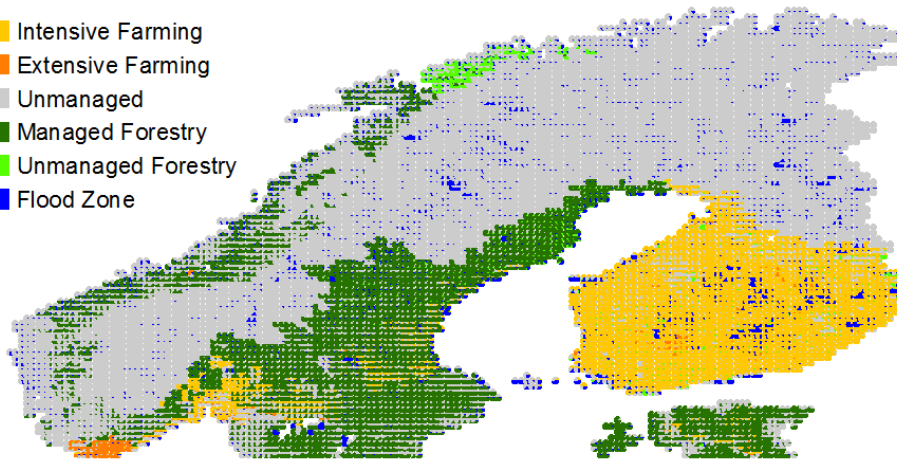 Intensive Farming
Extensive Farming
Unmanaged
Managed Forestry
Unmanaged Forestry
Flood Zone